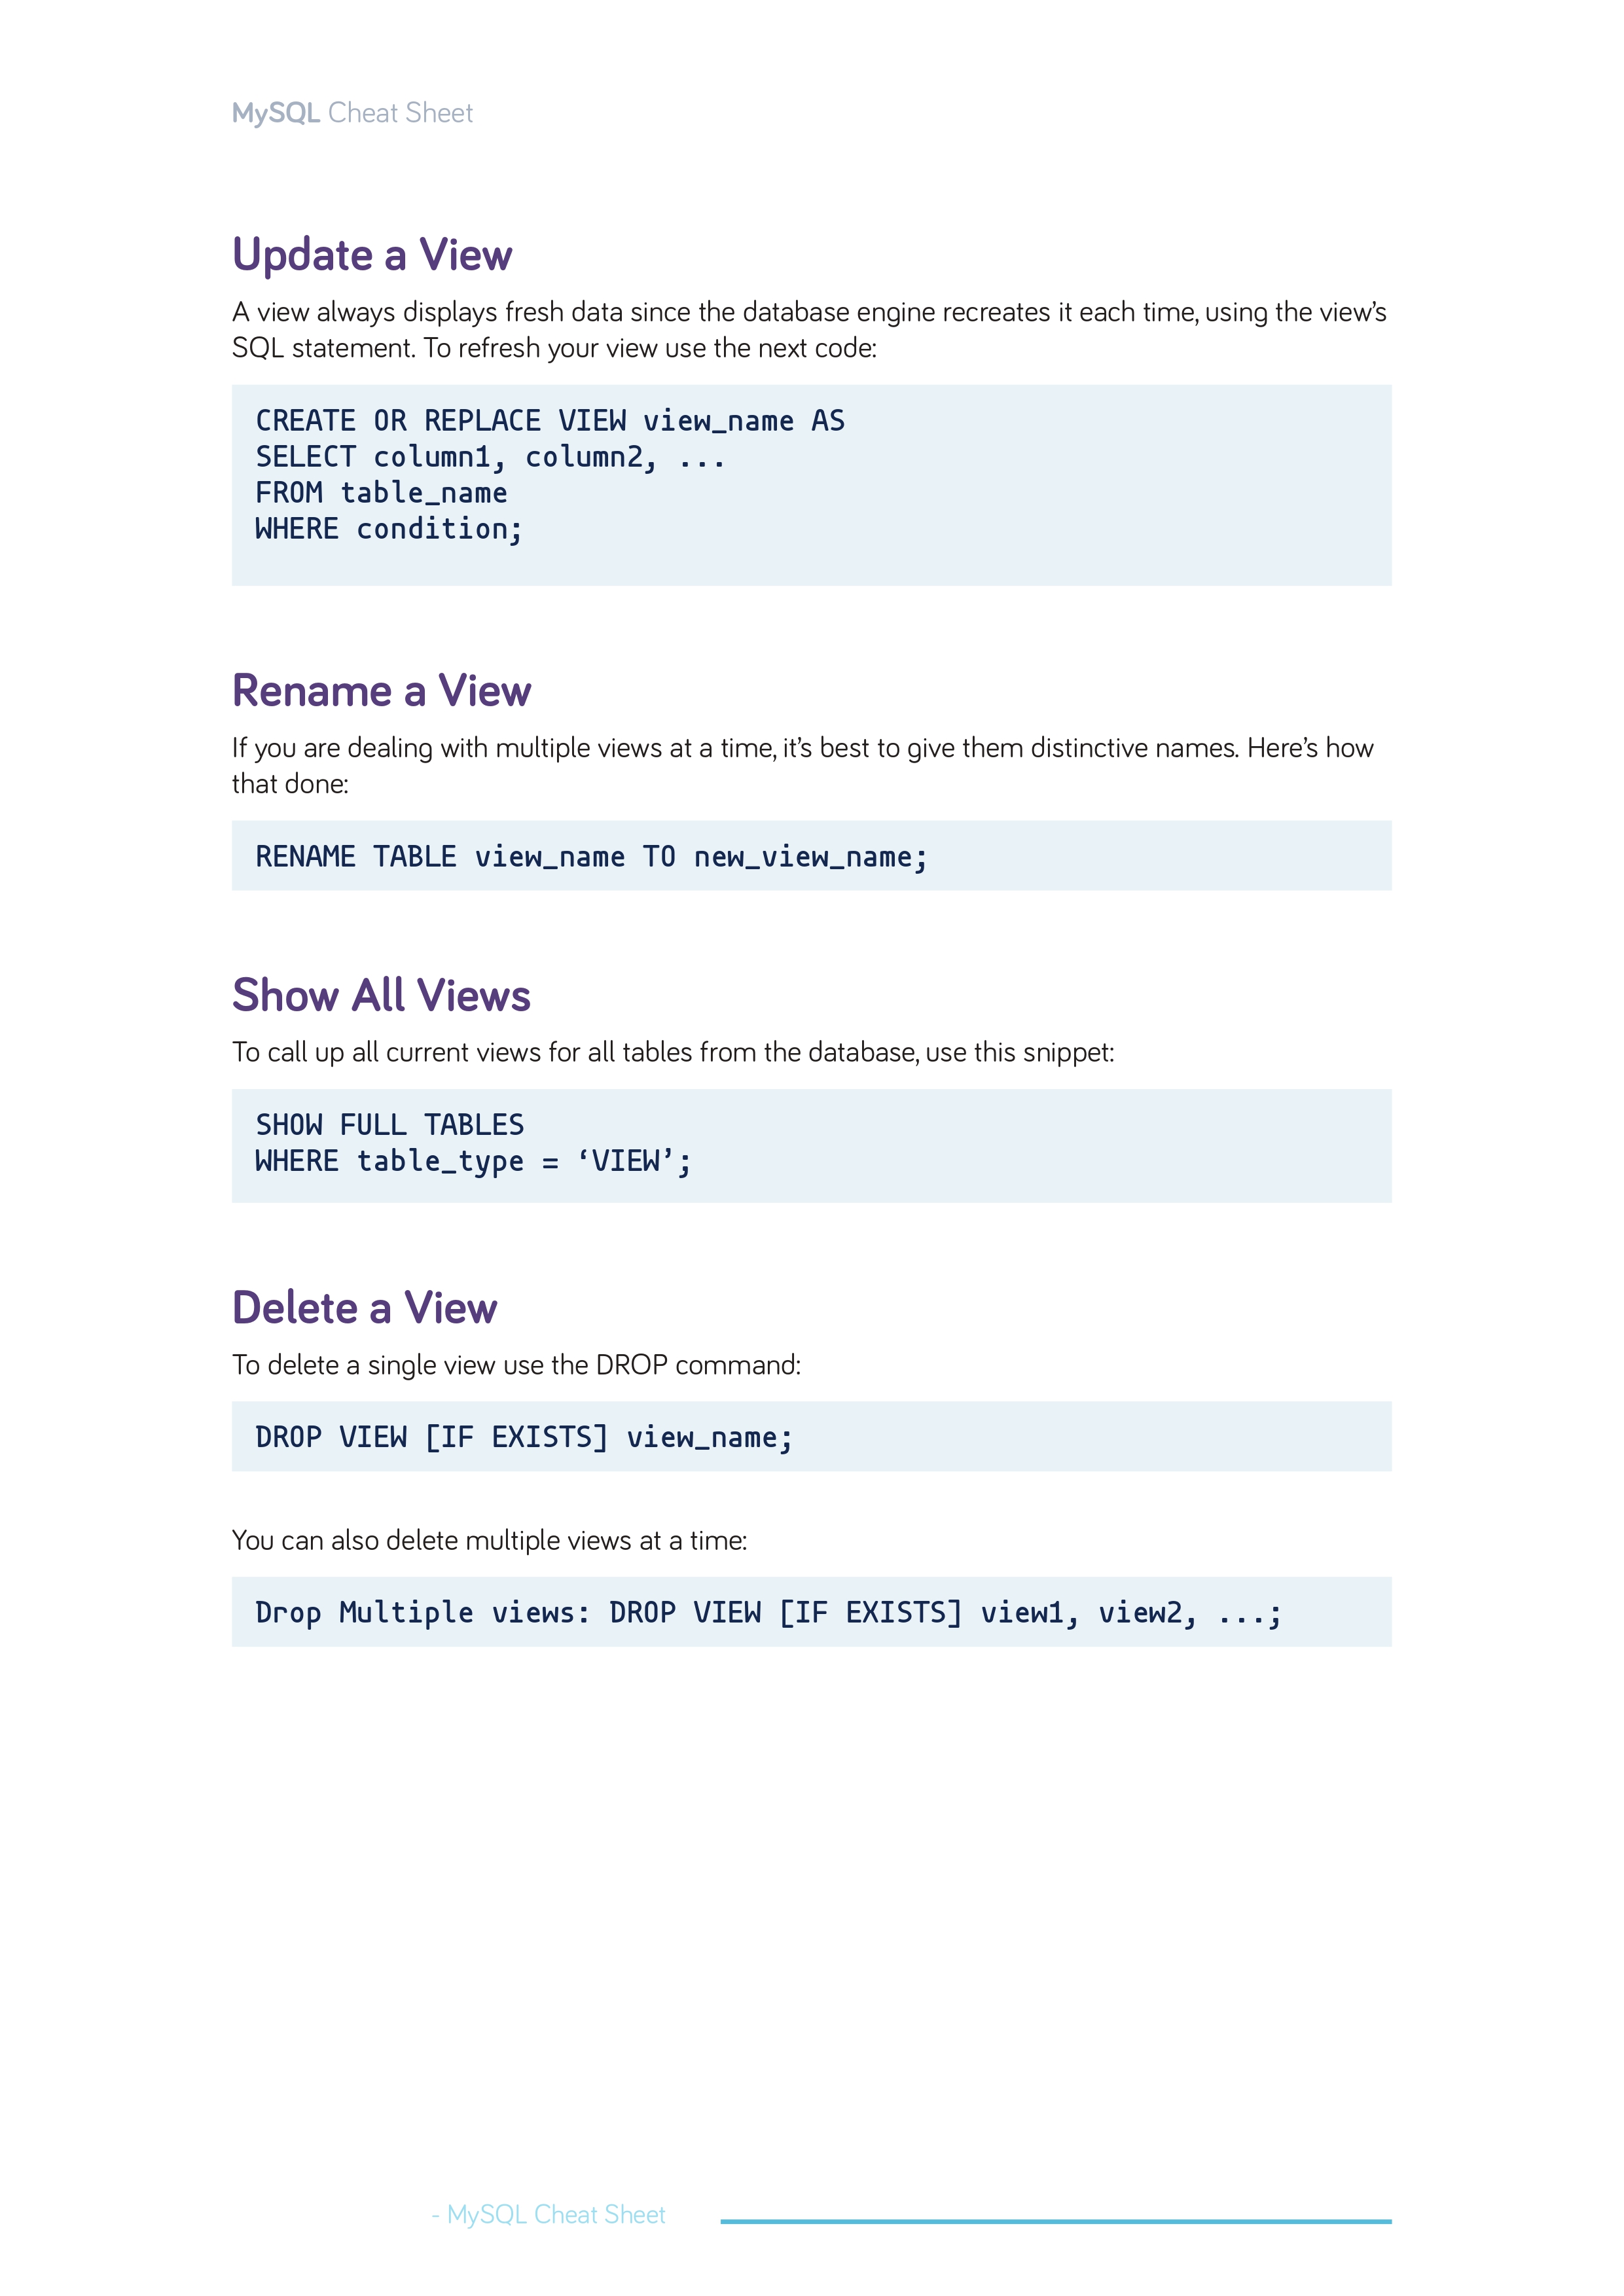 MySQL Cheat Sheet
Update a View
A view always displays fresh data since the database engine recreates it each time, using the view’s
SQL statement. To refresh your view use the next code:
CREATE OR REPLACE VIEW view_name AS
SELECT column1, column2, ...
FROM table_name
WHERE condition;
Rename a View
If you are dealing with multiple views at a time, it’s best to give them distinctive names. Here’s how
that done:
RENAME TABLE view_name TO new_view_name;
Show All Views
To call up all current views for all tables from the database, use this snippet:
SHOW FULL TABLES
WHERE table_type = ‘VIEW’;
Delete a View
To delete a single view use the DROP command:
DROP VIEW [IF EXISTS] view_name;
You can also delete multiple views at a time:
Drop Multiple views: DROP VIEW [IF EXISTS] view1, view2, ...;
- MySQL Cheat Sheet